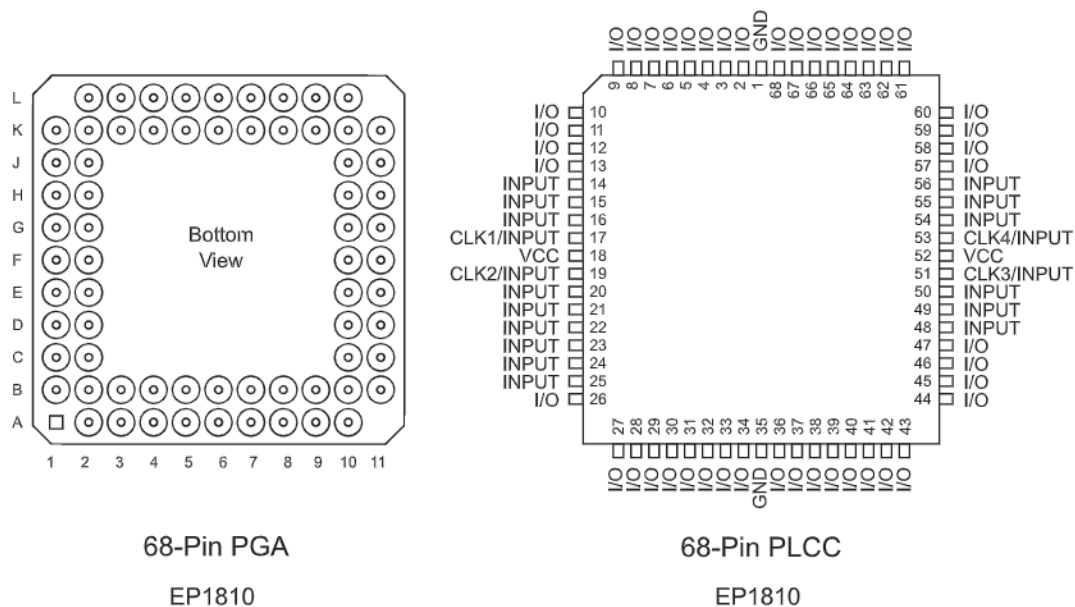 L
K
J
H
G
F
E
D
C
B
A
1 2 3 4 5 6 7 8 9 10 11
Bottom
View
68-Pin PGA
EP1810
I/O I/O I/O I/O I/O I/O I/O I/O GND I/O I/O I/O I/O I/O I/O I/O I/O
9 8 7 6 5 4 3 2 1 68 67 66 65 64 63 62 61
I/O 10
I/O 11
I/O 12
I/O 13
INPUT 14
INPUT 15
INPUT 16
CLK1/INPUT 17
VCC 18
CLK2/INPUT 19
INPUT 20
INPUT 21
INPUT 22
INPUT 23
INPUT 24
INPUT 25
I/O 26
60 I/O
59 I/O
58 I/O
57 I/O
56 INPUT
55 INPUT
54 INPUT
53 CLK4/INPUT
52 VCC
51 CLK3/INPUT
50 INPUT
49 INPUT
48 INPUT
47 I/O
46 I/O
45 I/O
44 I/O
27 28 29 30 31 32 33 34 35 36 37 38 39 40 41 42 43
I/O I/O I/O I/O I/O I/O I/O I/O GND I/O I/O I/O I/O I/O I/O I/O I/O
68-Pin PLCC
EP1810